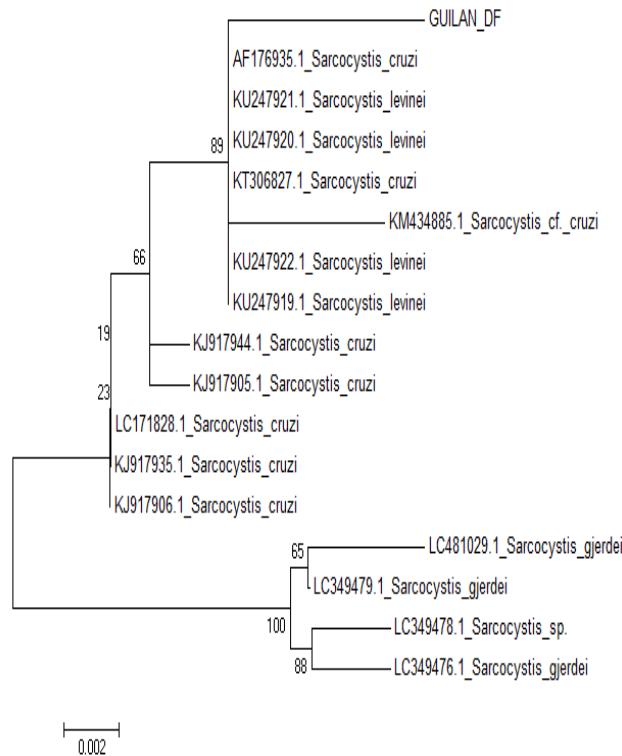 GUILAN_DF
AF176935.1_Sarcocystis_cruzi
KU247921.1_Sarcocystis_levinei
KU247920.1_Sarcocystis_levinei
89
KT306827.1_Sarcocystis_cruzi
KM434885.1_Sarcocystis_cf._cruzi
66
KU247922.1_Sarcocystis_levinei
KU247919.1_Sarcocystis_levinei
19
KJ917944.1_Sarcocystis_cruzi
KJ917905.1_Sarcocystis_cruzi
23
LC171828.1_Sarcocystis_cruzi
KJ917935.1_Sarcocystis_cruzi
KJ917906.1_Sarcocystis_cruzi
LC481029.1_Sarcocystis_gjerdei
65
LC349479.1_Sarcocystis_gjerdei
100
LC349478.1_Sarcocystis_sp.
88
LC349476.1_Sarcocystis_gjerdei
0.002